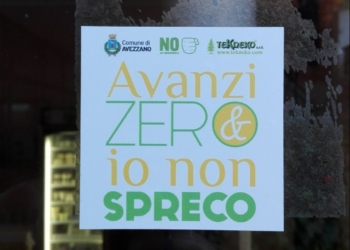 Comune di
AVEZZANO
NO
TEKNEKO s.r.l.
www.tekneko.com
Avanzi
ZERO &
io non
SPRECO